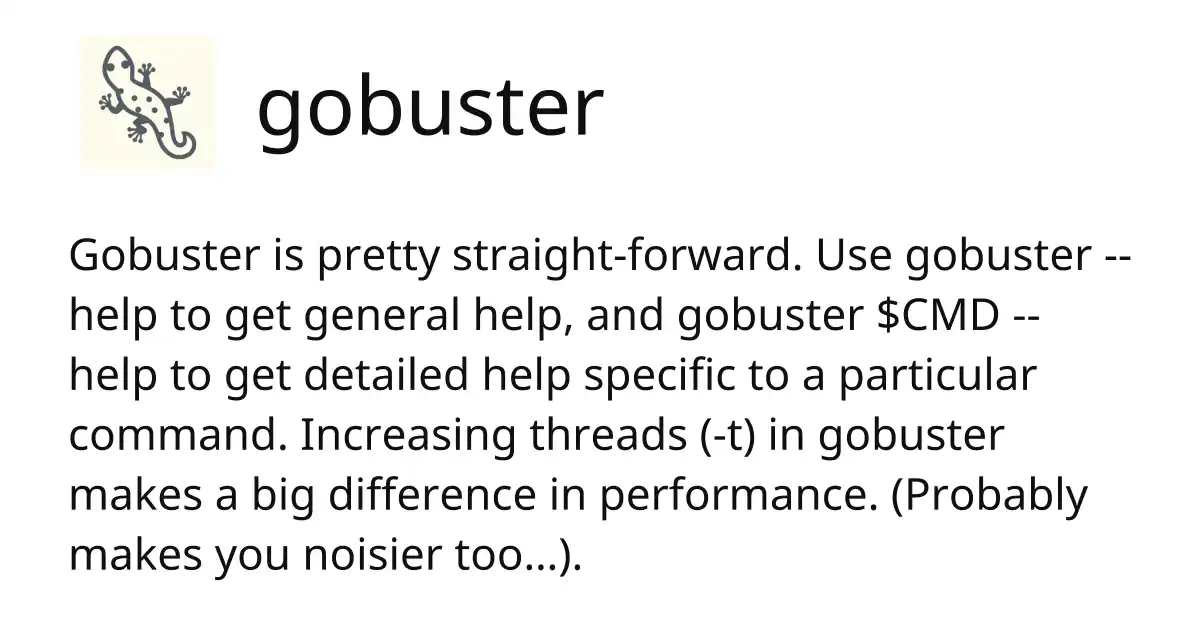 gobuster
Gobuster is pretty straight-forward. Use gobuster --
help to get general help, and gobuster $CMD --
help to get detailed help specific to a particular
command. Increasing threads (-t) in gobuster
makes a big difference in performance. (Probably
makes you noisier too...).